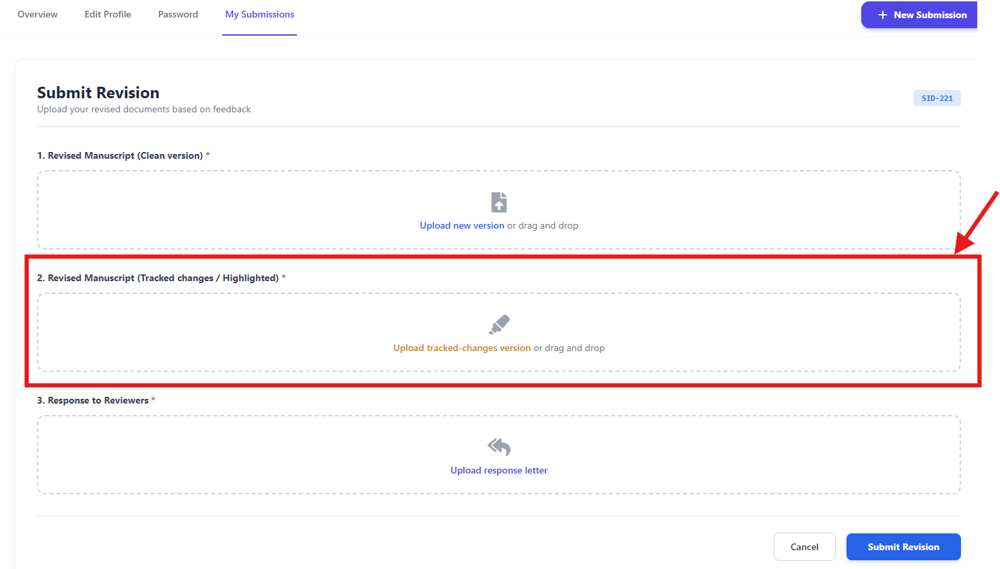 Overview Edit Profile Password My Submissions + New Submission
Submit Revision
SID-221
Upload your revised documents based on feedback
1. Revised Manuscript (Clean version) *
Upload new version or drag and drop
2. Revised Manuscript (Tracked changes / Highlighted) *
Upload tracked-changes version or drag and drop
3. Response to Reviewers *
Upload response letter
Cancel Submit Revision